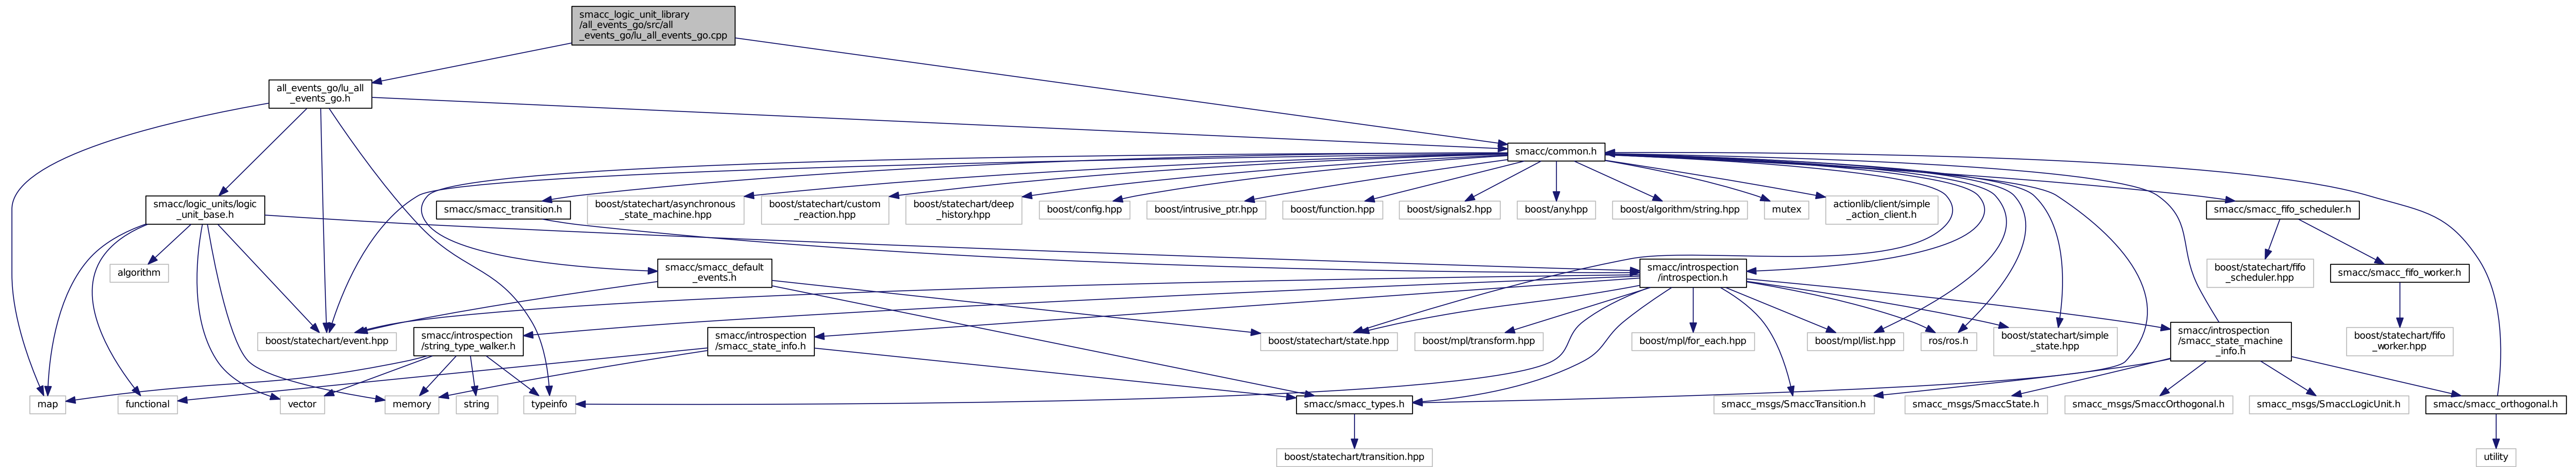 smacc_logic_unit_library
/all_events_go/src/all
_events_go/lu_all_events_go.cpp
all_events_go/lu_all
_events_go.h
smacc/common.h
smacc/logic_units/logic
_unit_base.h
smacc/smacc_transition.h
boost/statechart/asynchronous
_state_machine.hpp
boost/statechart/custom
_reaction.hpp
boost/statechart/deep
_history.hpp
boost/config.hpp
boost/intrusive_ptr.hpp
boost/function.hpp
boost/signals2.hpp
boost/any.hpp
boost/algorithm/string.hpp
mutex
actionlib/client/simple
_action_client.h
smacc/smacc_fifo_scheduler.h
algorithm
smacc/smacc_default
_events.h
smacc/introspection
/introspection.h
boost/statechart/fifo
_scheduler.hpp
smacc/smacc_fifo_worker.h
boost/statechart/event.hpp
smacc/introspection
/string_type_walker.h
smacc/introspection
/smacc_state_info.h
boost/statechart/state.hpp
boost/mpl/transform.hpp
boost/mpl/for_each.hpp
boost/mpl/list.hpp
ros/ros.h
boost/statechart/simple
_state.hpp
smacc/introspection
/smacc_state_machine
_info.h
boost/statechart/fifo
_worker.hpp
map
functional
vector
memory
string
typeinfo
smacc/smacc_types.h
smacc_msgs/SmaccTransition.h
smacc_msgs/SmaccState.h
smacc_msgs/SmaccOrthogonal.h
smacc_msgs/SmaccLogicUnit.h
smacc/smacc_orthogonal.h
boost/statechart/transition.hpp
utility